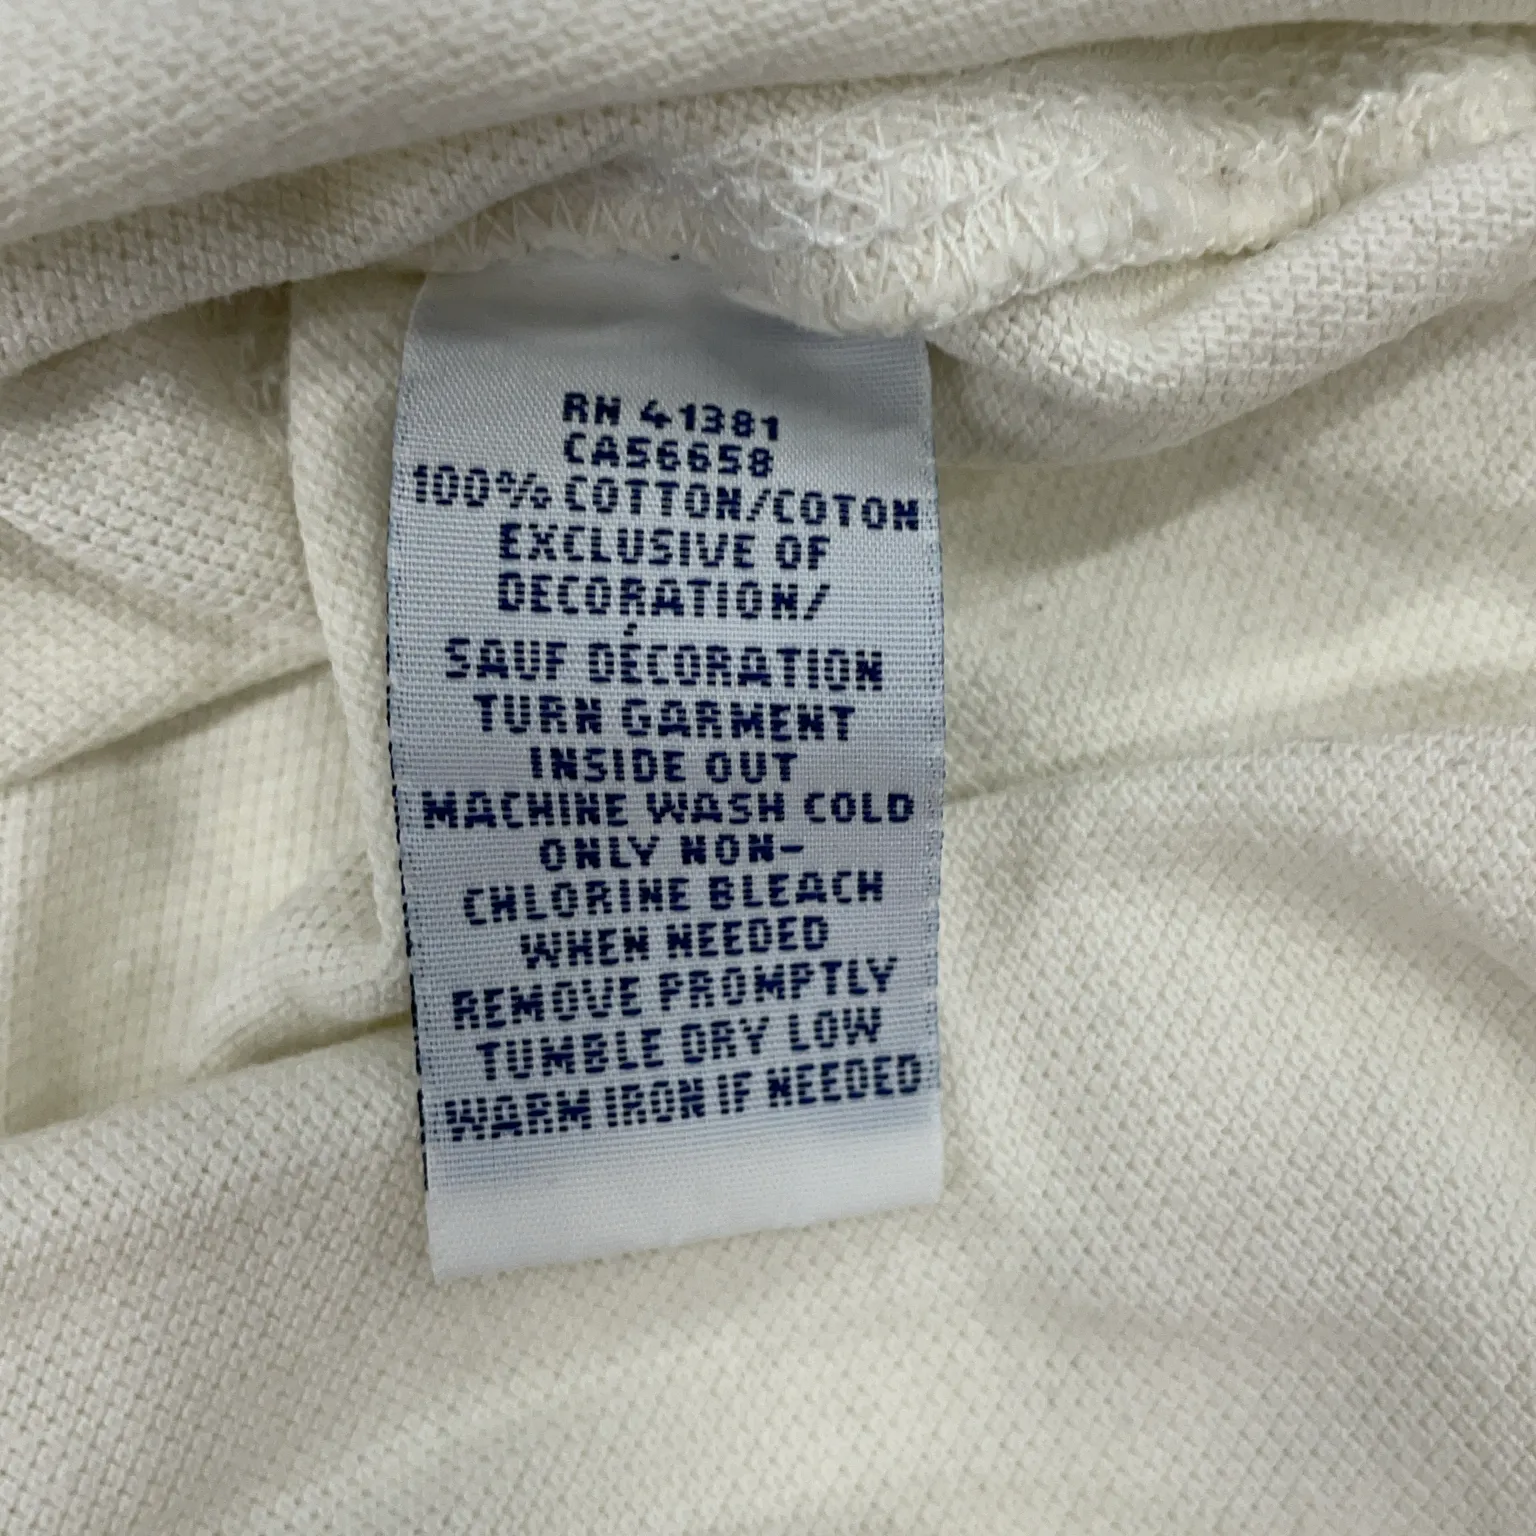 RN 41381
CA56658
100% COTTON/COTON
EXCLUSIVE OF
DECORATION/
SAUF DÉCORATION
TURN GARMENT
INSIDE OUT
MACHINE WASH COLD
ONLY NON-
CHLORINE BLEACH
WHEN NEEDED
REMOVE PROMPTLY
TUMBLE DRY LOW
WARM IRON IF NEEDED